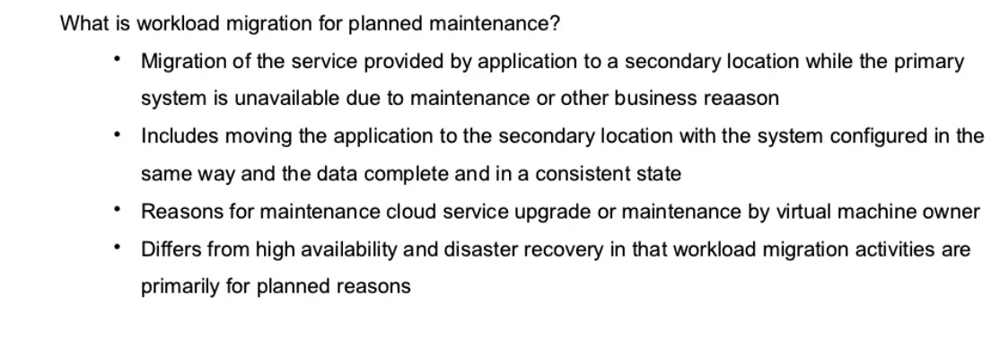 What is workload migration for planned maintenance?
• Migration of the service provided by application to a secondary location while the primary
system is unavailable due to maintenance or other business reaason
• Includes moving the application to the secondary location with the system configured in the
same way and the data complete and in a consistent state
• Reasons for maintenance cloud service upgrade or maintenance by virtual machine owner
• Differs from high availability and disaster recovery in that workload migration activities are
primarily for planned reasons